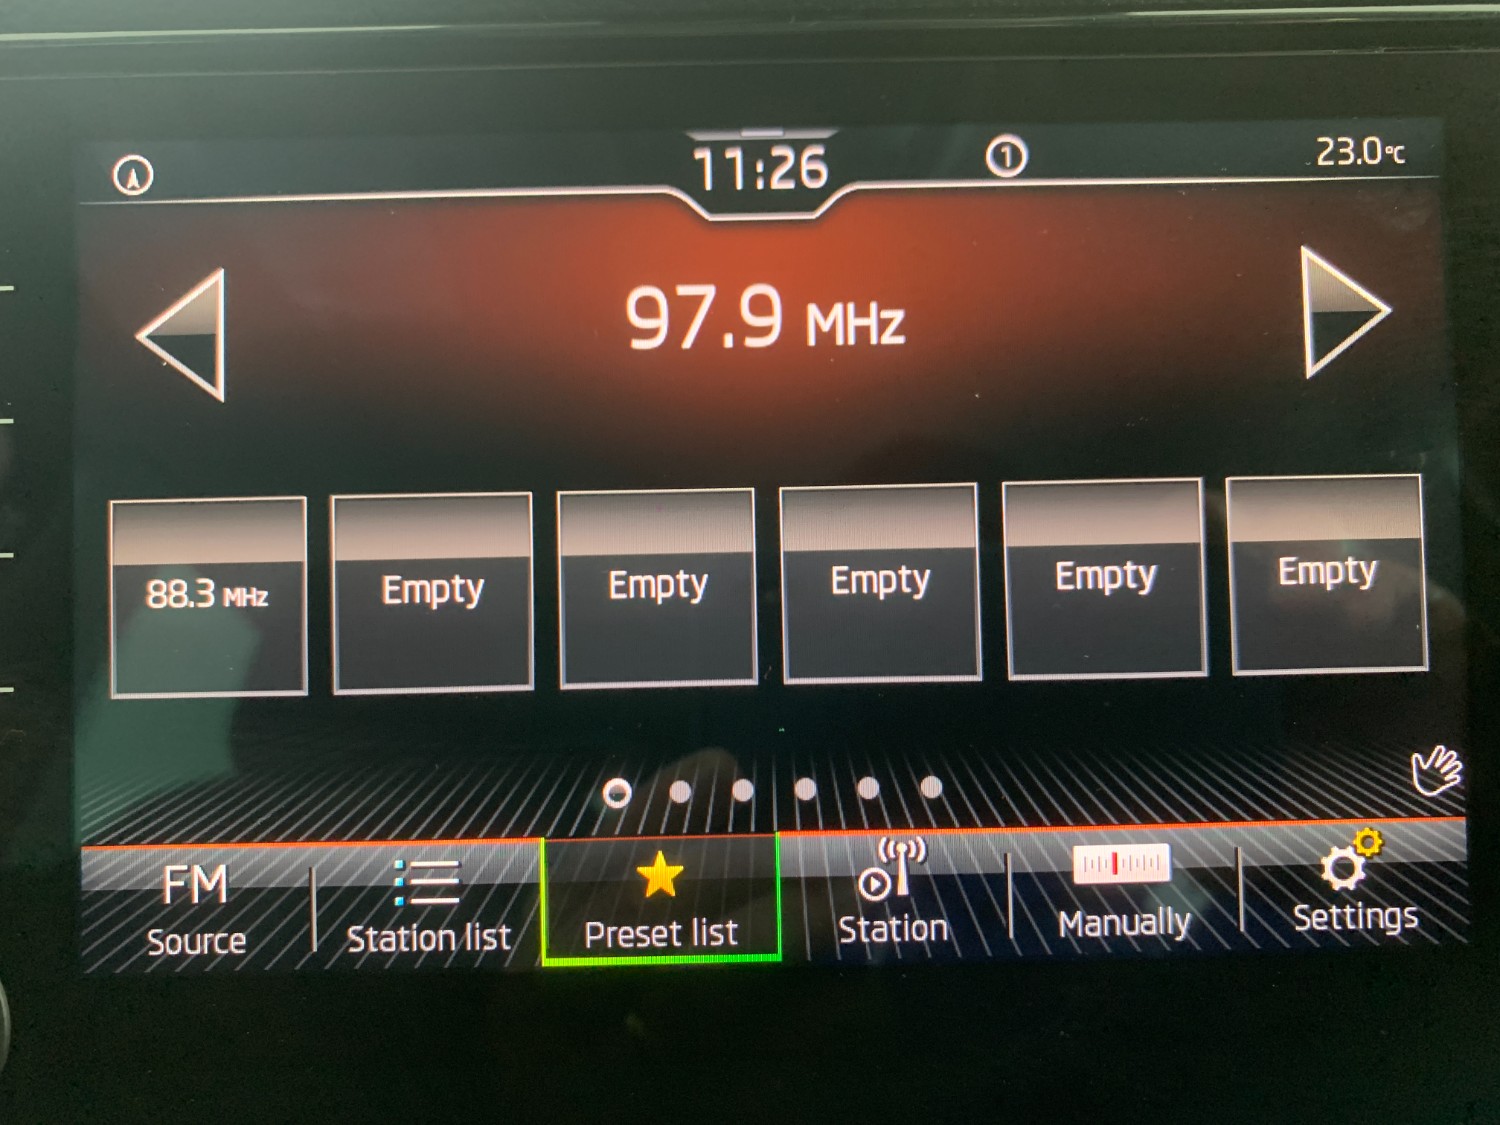 11:26
1
23.0°C
97.9 MHz
88.3 MHz
Empty
Empty
Empty
Empty
Empty
FM
Source
Station list
Preset list
Station
Manually
Settings